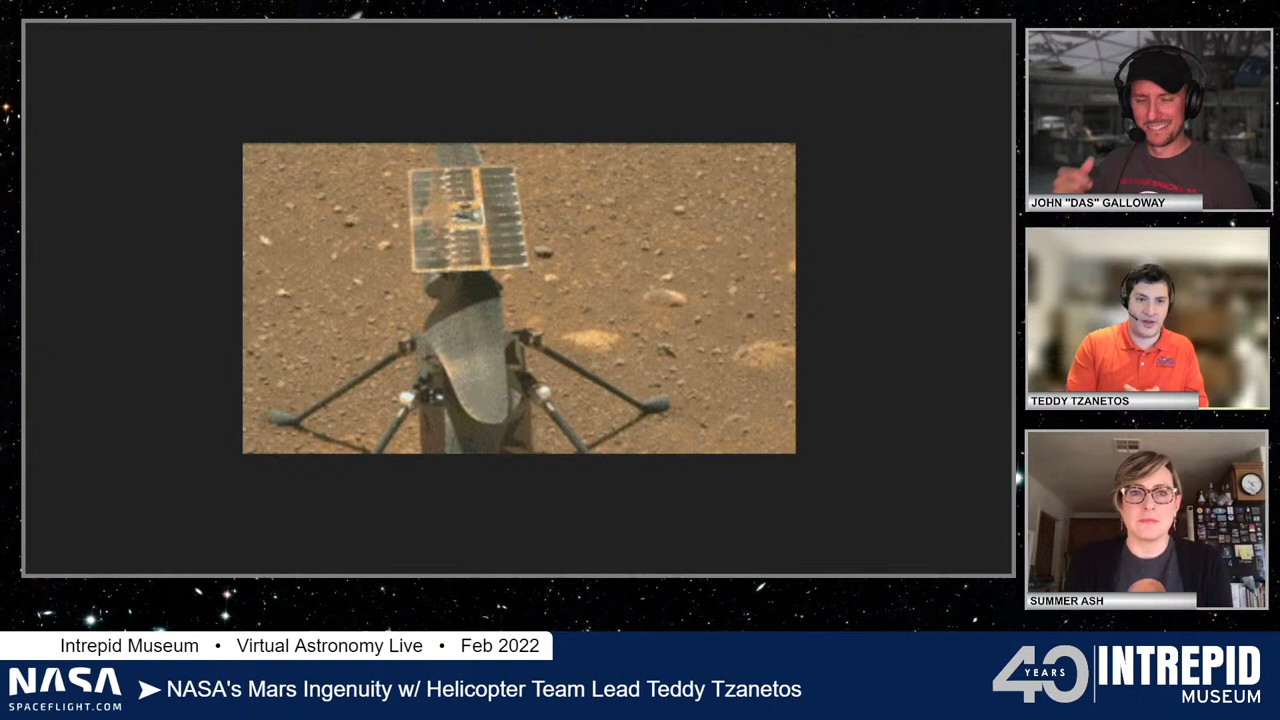 JOHN "DAS" GALLOWAY
TEDDY TZANETOS
SUMMER ASH
Intrepid Museum • Virtual Astronomy Live • Feb 2022
NASA
SPACEFLIGHT.COM
NASA's Mars Ingenuity w/ Helicopter Team Lead Teddy Tzanetos
40
YEARS
INTREPID
MUSEUM